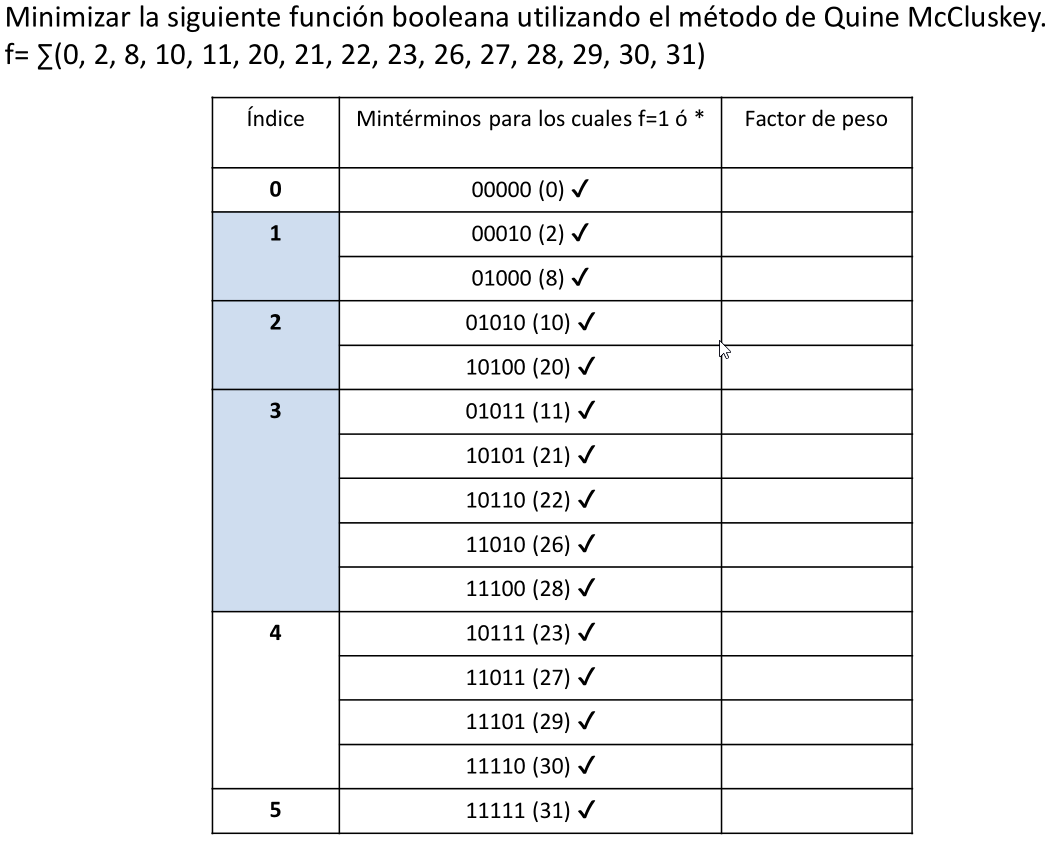 Minimizar la siguiente función booleana utilizando el método de Quine McCluskey.
f= ∑(0, 2, 8, 10, 11, 20, 21, 22, 23, 26, 27, 28, 29, 30, 31)
Índice Mintérminos para los cuales f=1 ó * Factor de peso
0 00000 (0) ✓
1 00010 (2) ✓
01000 (8) ✓
2 01010 (10) ✓
10100 (20) ✓
3 01011 (11) ✓
10101 (21) ✓
10110 (22) ✓
11010 (26) ✓
11100 (28) ✓
4 10111 (23) ✓
11011 (27) ✓
11101 (29) ✓
11110 (30) ✓
5 11111 (31) ✓